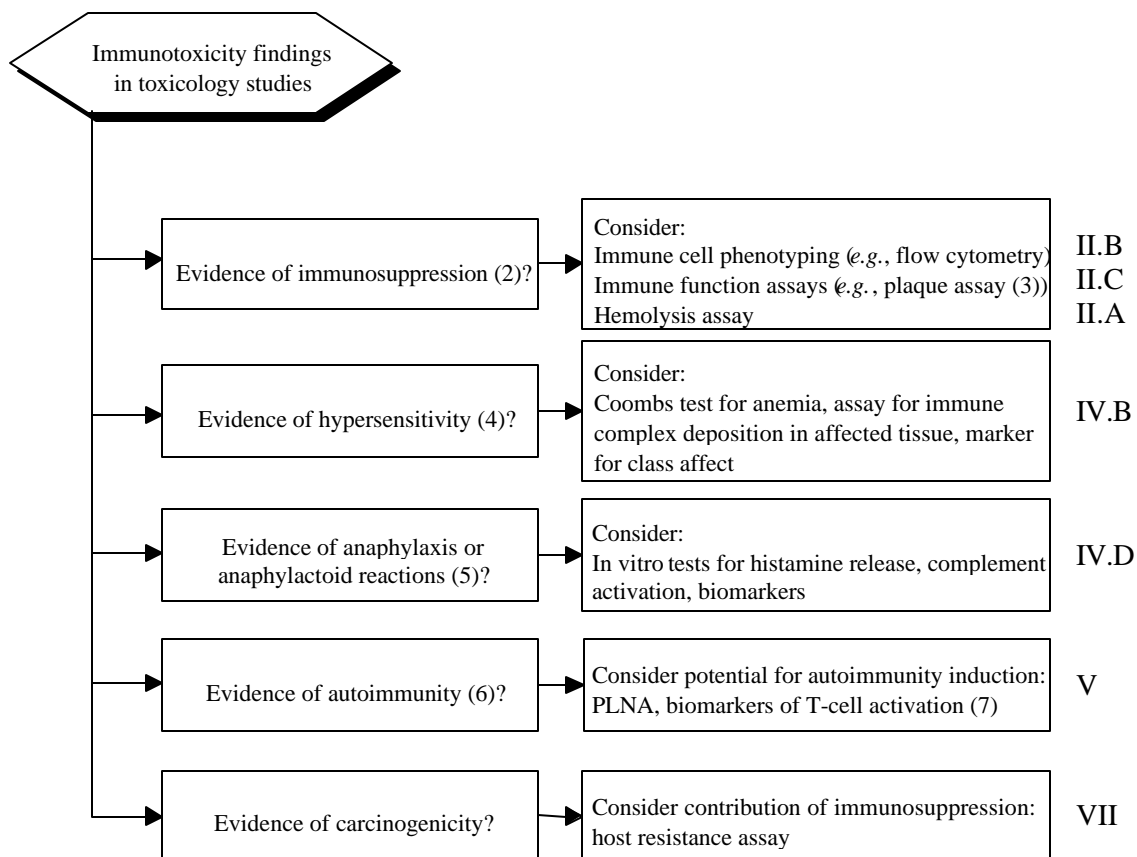 Immunotoxicity findings
in toxicology studies
Evidence of immunosuppression (2)?
Consider:
Immune cell phenotyping (e.g., flow cytometry)
Immune function assays (e.g., plaque assay (3))
Hemolysis assay
II.B
II.C
II.A
Evidence of hypersensitivity (4)?
Consider:
Coombs test for anemia, assay for immune
complex deposition in affected tissue, marker
for class affect
IV.B
Evidence of anaphylaxis or
anaphylactoid reactions (5)?
Consider:
In vitro tests for histamine release, complement
activation, biomarkers
IV.D
Evidence of autoimmunity (6)?
Consider potential for autoimmunity induction:
PLNA, biomarkers of T-cell activation (7)
V
Evidence of carcinogenicity?
Consider contribution of immunosuppression:
host resistance assay
VII